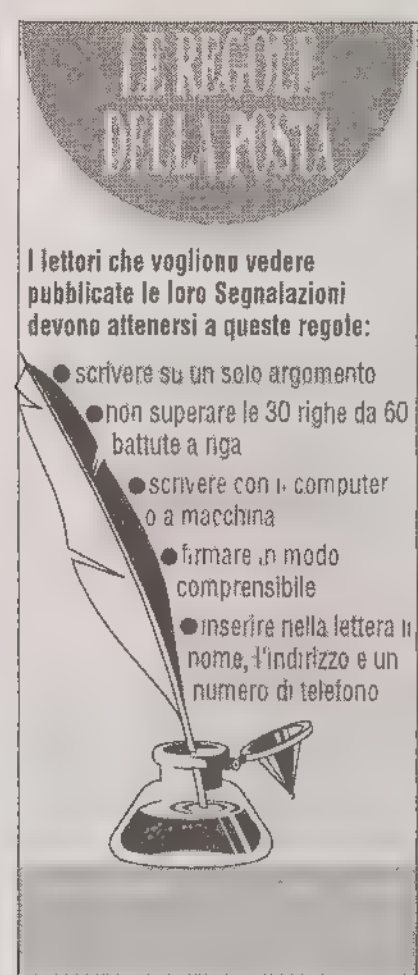 LE REGOLE
DELLA POSTA
I lettori che vogliono vedere
pubblicate le loro Segnalazioni
devono attenersi a queste regole:
● scrivere su un solo argomento
● non superare le 30 righe da 60
battute a riga
● scrivere con il computer
o a macchina
● firmare in modo
comprensibile
● inserire nella lettera il
nome, l'indirizzo e un
numero di telefono